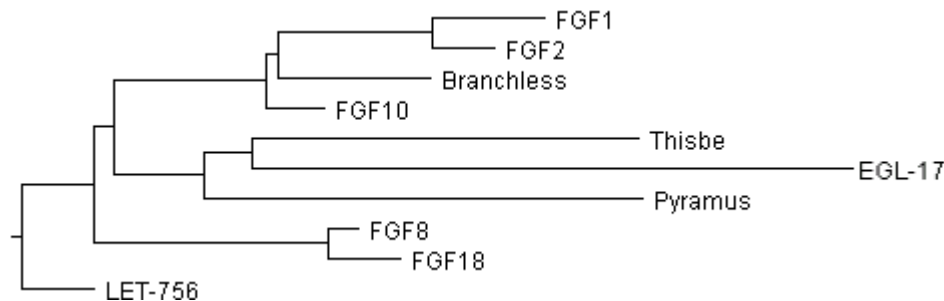 FGF1
FGF2
Branchless
FGF10
Thisbe
EGL-17
Pyramus
FGF8
FGF18
LET-756